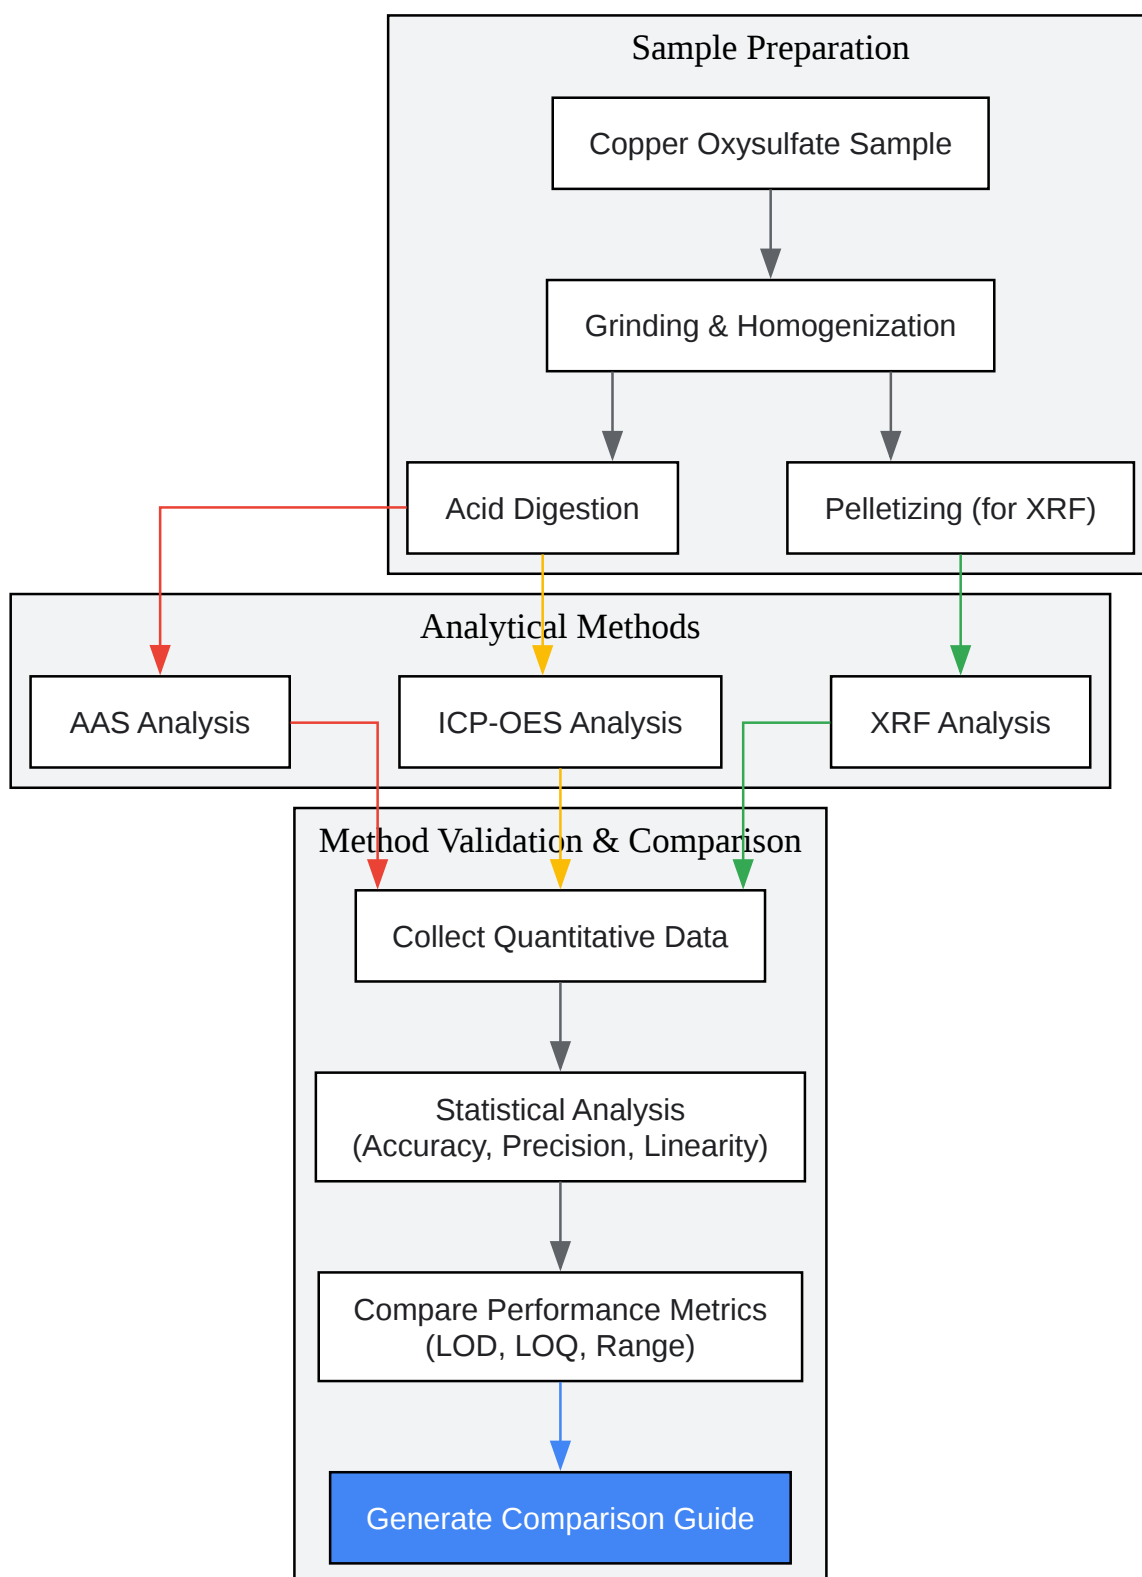 Sample Preparation
Copper Oxysulfate Sample
Grinding & Homogenization
Acid Digestion
Pelletizing (for XRF)
Analytical Methods
AAS Analysis
ICP-OES Analysis
XRF Analysis
Method Validation & Comparison
Collect Quantitative Data
Statistical Analysis
(Accuracy, Precision, Linearity)
Compare Performance Metrics
(LOD, LOQ, Range)
Generate Comparison Guide